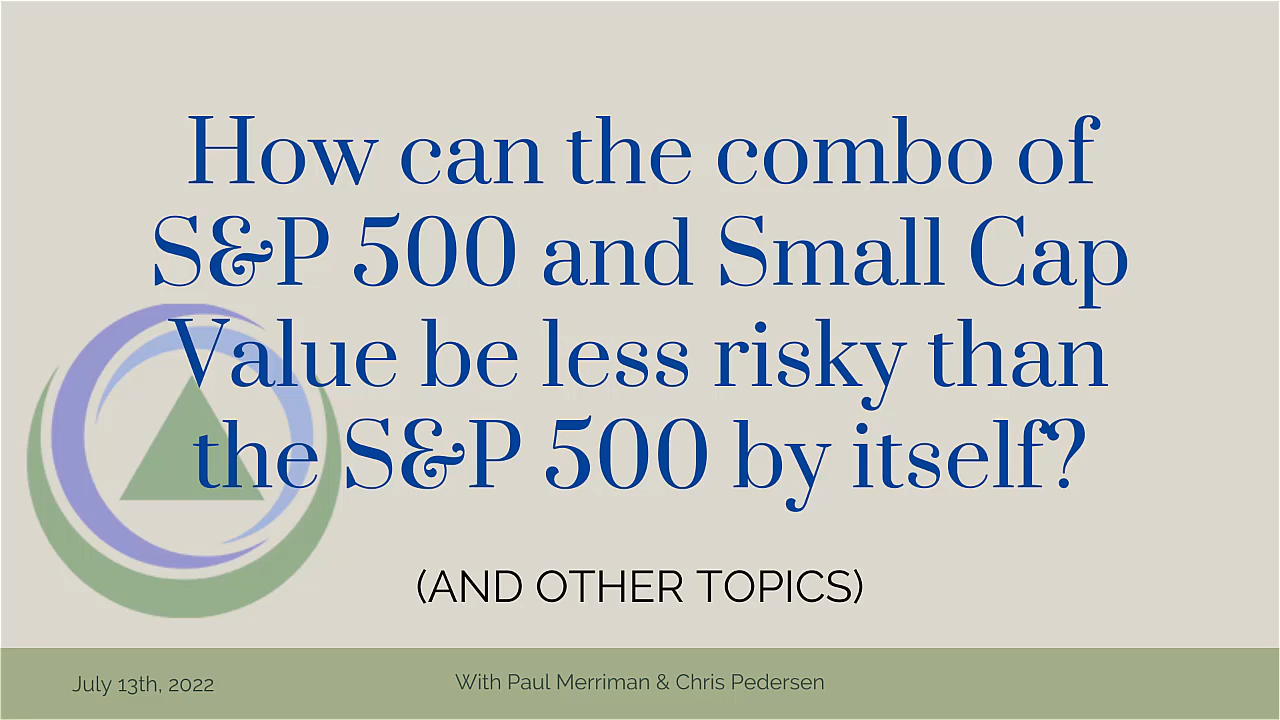 How can the combo of
S&P 500 and Small Cap
Value be less risky than
the S&P 500 by itself?
(AND OTHER TOPICS)
July 13th, 2022
With Paul Merriman & Chris Pedersen